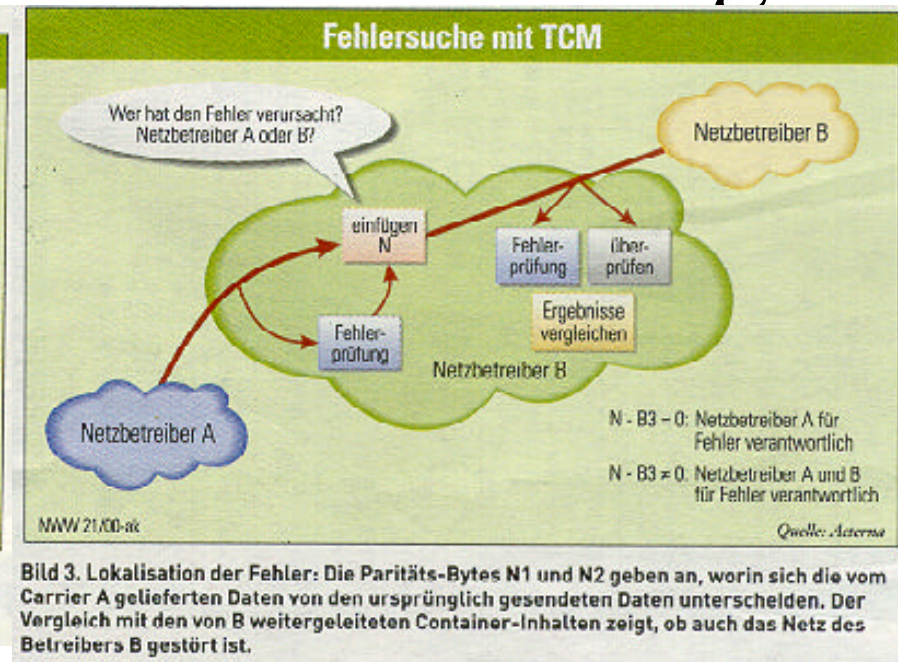 Fehlersuche mit TCM
Wer hat den Fehler verursacht?
Netzbetreiber A oder B?
Netzbetreiber B
einfügen
N
Fehler-
prüfung
über-
prüfen
Ergebnisse
vergleichen
Fehler-
prüfung
Netzbetreiber B
Netzbetreiber A
N - B3 = 0: Netzbetreiber A für
Fehler verantwortlich
N - B3 ≠ 0: Netzbetreiber A und B
für Fehler verantwortlich
NWW 21/00-ak
Quelle: Acterna
Bild 3. Lokalisation der Fehler: Die Paritäts-Bytes N1 und N2 geben an, worin sich die vom
Carrier A gelieferten Daten von den ursprünglich gesendeten Daten unterscheiden. Der
Vergleich mit den von B weitergeleiteten Container-Inhalten zeigt, ob auch das Netz des
Betreibers B gestört ist.